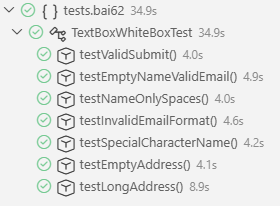 { } tests.bai62 34.9s
TextBoxWhiteBoxTest 34.9s
testValidSubmit() 4.0s
testEmptyNameValidEmail() 4.9s
testNameOnlySpaces() 4.0s
testInvalidEmailFormat() 4.6s
testSpecialCharacterName() 4.2s
testEmptyAddress() 4.1s
testLongAddress() 8.9s